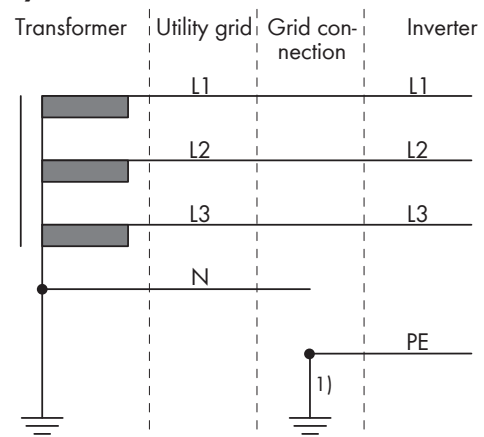 Transformer
Utility grid
Grid con-
nection
Inverter
L1
L1
L2
L2
L3
L3
N
PE
1)